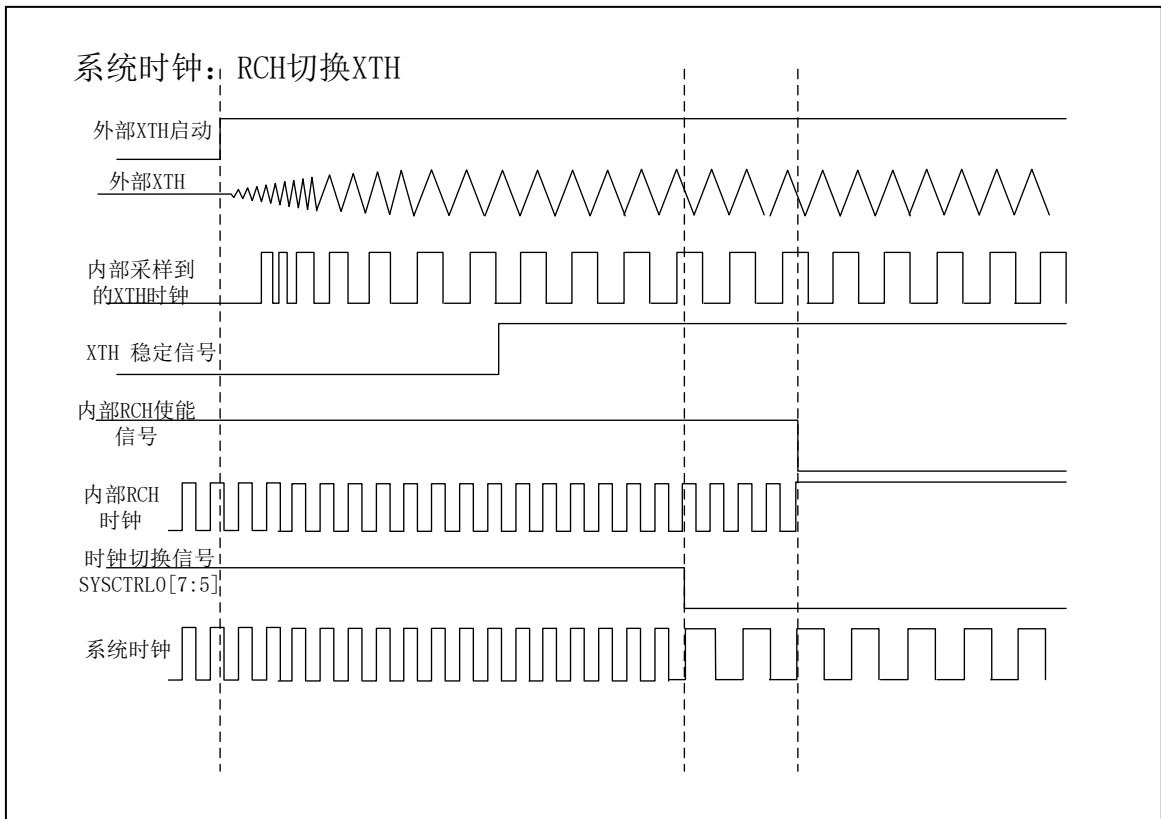 系统时钟：RCH切换XTH
外部XTH启动
外部XTH
内部采样到
的XTH时钟
XTH 稳定信号
内部RCH使能
信号
内部RCH
时钟
时钟切换信号
SYSCTRL0[7:5]
系统时钟